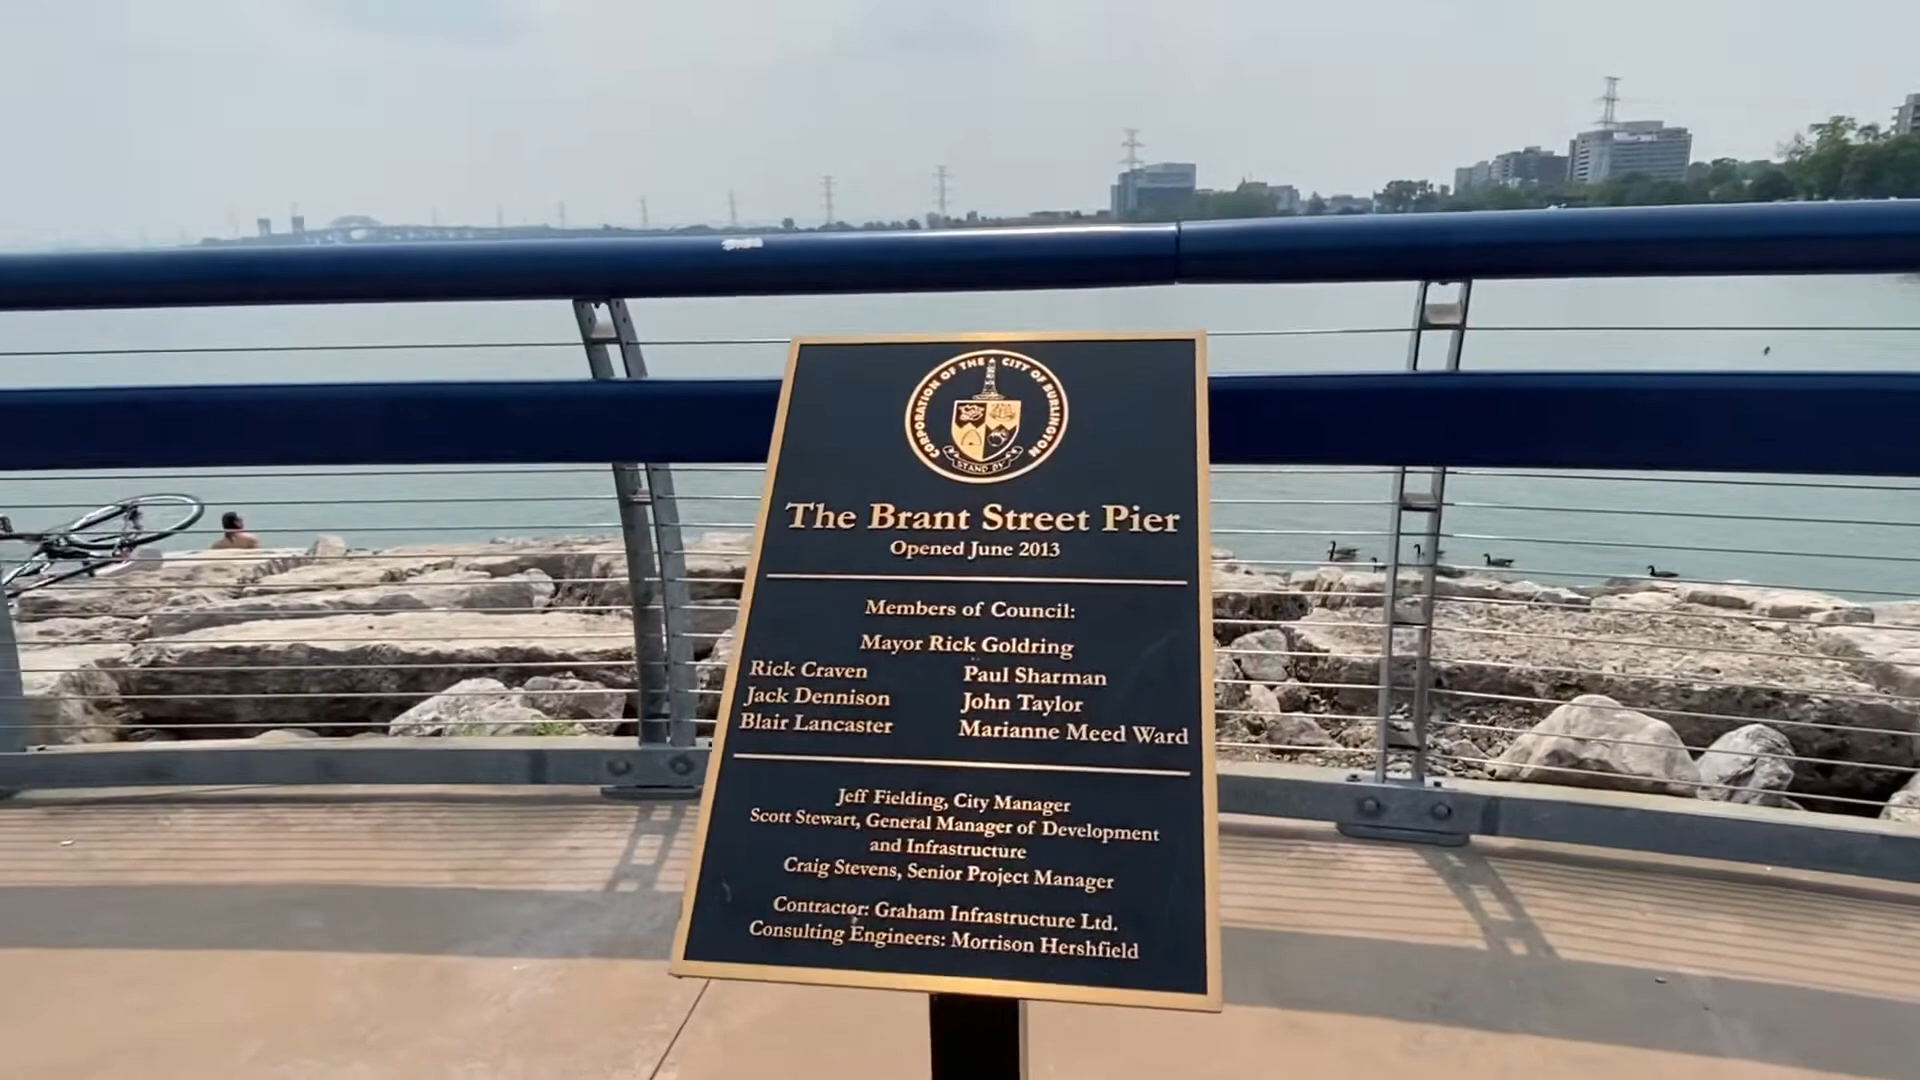 CORPORATION OF THE CITY OF BURLINGTON
STAND BY
The Brant Street Pier
Opened June 2013
Members of Council:
Mayor Rick Goldring
Rick Craven Paul Sharman
Jack Dennison John Taylor
Blair Lancaster Marianne Meed Ward
Jeff Fielding, City Manager
Scott Stewart, General Manager of Development
and Infrastructure
Craig Stevens, Senior Project Manager
Contractor: Graham Infrastructure Ltd.
Consulting Engineers: Morrison Hershfield